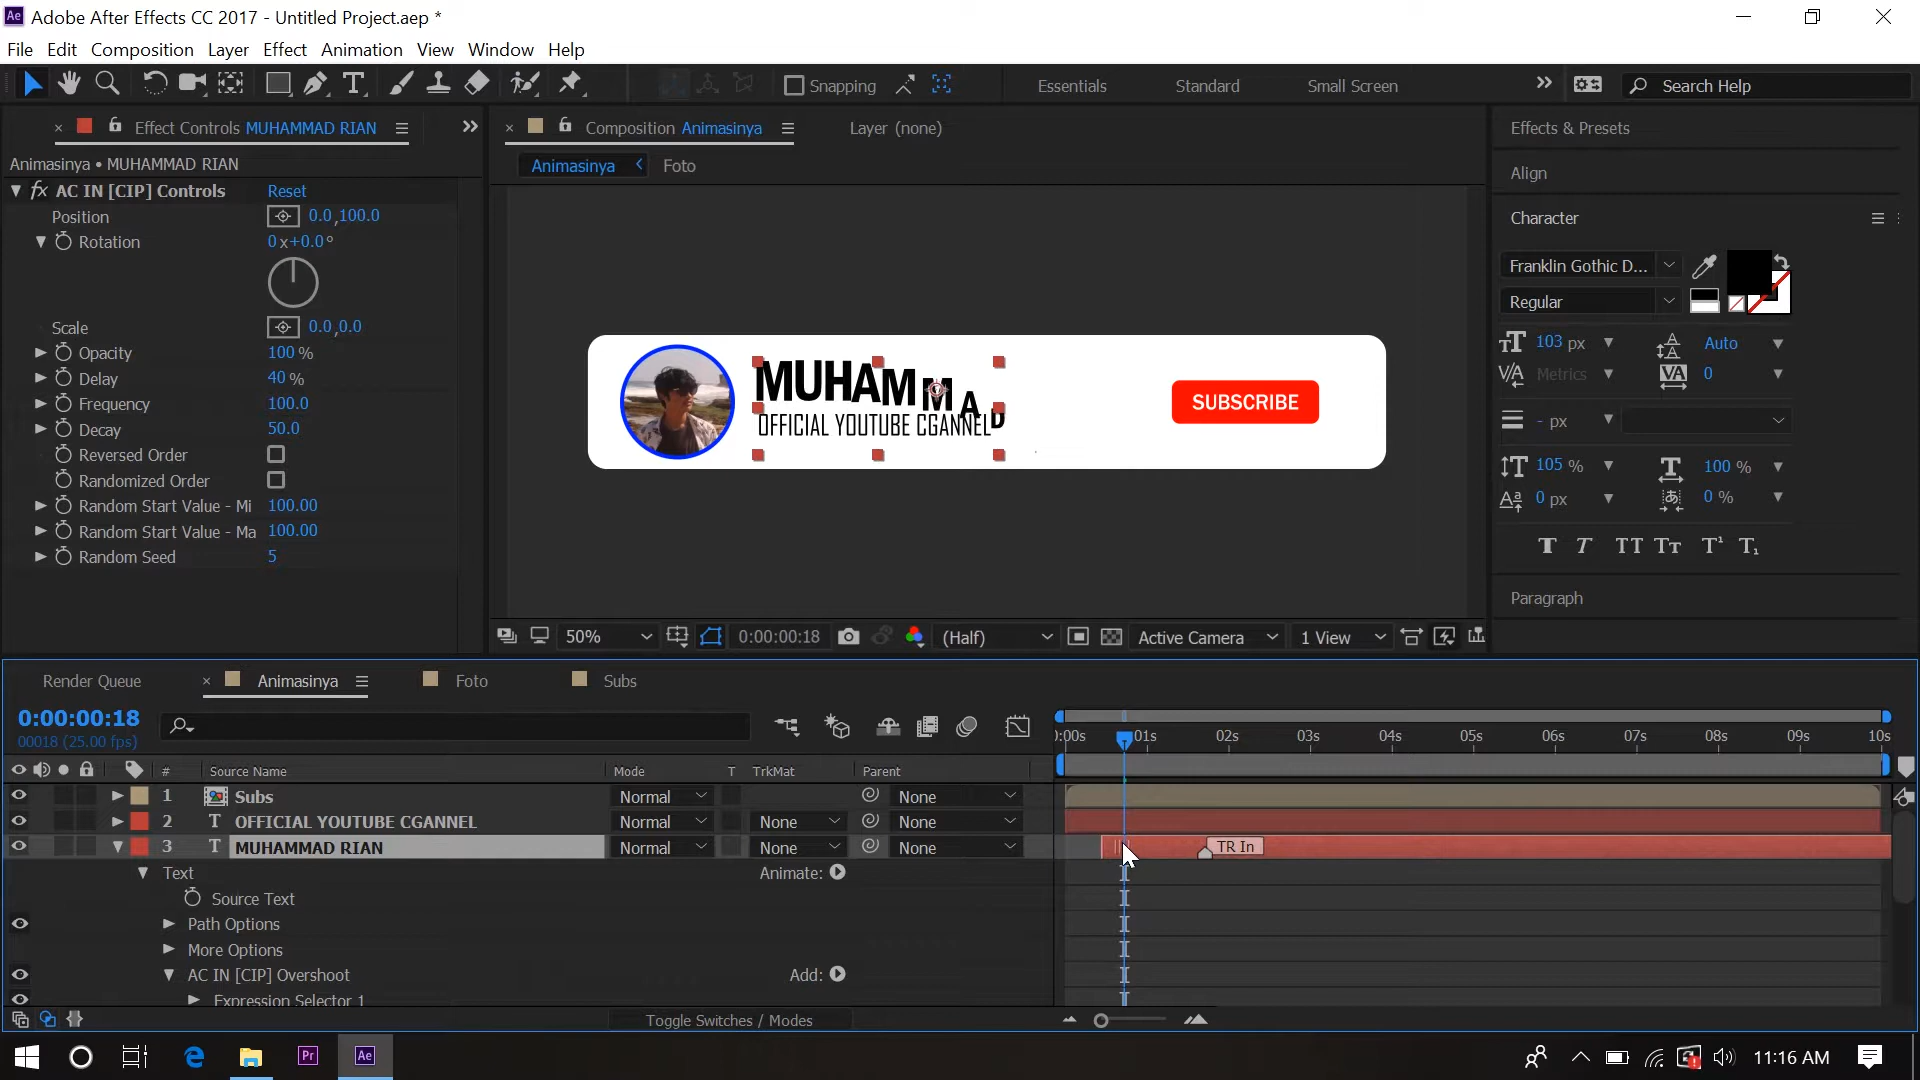 Adobe After Effects CC 2017 - Untitled Project.aep *
File Edit Composition Layer Effect Animation View Window Help
Snapping Essentials Standard Small Screen Search Help
Effect Controls MUHAMMAD RIAN
Composition Animasinya Layer (none)
Effects & Presets
Animasinya • MUHAMMAD RIAN
Animasinya Foto
Align
fx AC IN [CIP] Controls Reset
Position 0.0,100.0
Rotation 0 x+0.0°
Scale 0.0,0.0
Opacity 100 %
Delay 40 %
Frequency 100.0
Decay 50.0
Reversed Order
Randomized Order
Random Start Value - Mi 100.00
Random Start Value - Ma 100.00
Random Seed 5
MUHAMMAD
OFFICIAL YOUTUBE CGANNEL
SUBSCRIBE
Character
Franklin Gothic D...
Regular
103 px Auto
Metrics 0
- px
105 % 100 %
0 px 0 %
Paragraph
50% 0:00:00:18 (Half) Active Camera 1 View
Render Queue Animasinya Foto Subs
0:00:00:18
00018 (25.00 fps)
):00s 01s 02s 03s 04s 05s 06s 07s 08s 09s 10s
# Source Name Mode T TrkMat Parent
1 Subs Normal None
2 T OFFICIAL YOUTUBE CGANNEL Normal None None
3 T MUHAMMAD RIAN Normal None None TR In
Text Animate:
Source Text
Path Options
More Options
AC IN [CIP] Overshoot Add:
Expression Selector 1
Toggle Switches / Modes
Pr Ae 11:16 AM